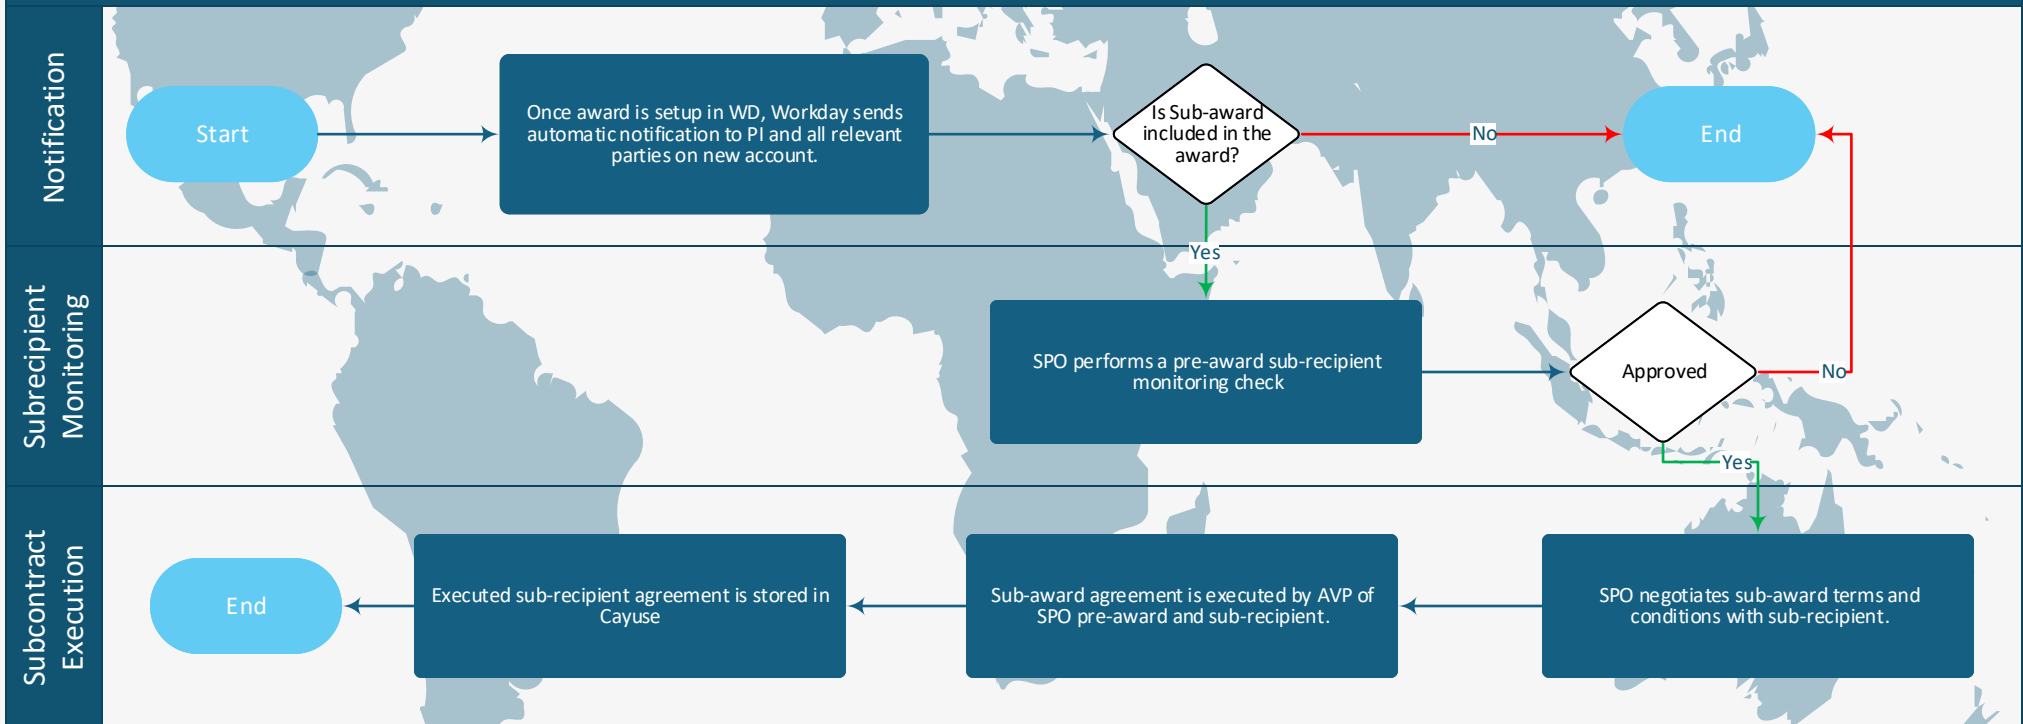 Notification
Start
Once award is setup in WD, Workday sends
automatic notification to PI and all relevant
parties on new account.
Is Sub-award
included in the
award?
No
End
Yes
Subrecipient
Monitoring
SPO performs a pre-award sub-recipient
monitoring check
Approved
No
Yes
Subcontract
Execution
End
Executed sub-recipient agreement is stored in
Cayuse
Sub-award agreement is executed by AVP of
SPO pre-award and sub-recipient.
SPO negotiates sub-award terms and
conditions with sub-recipient.